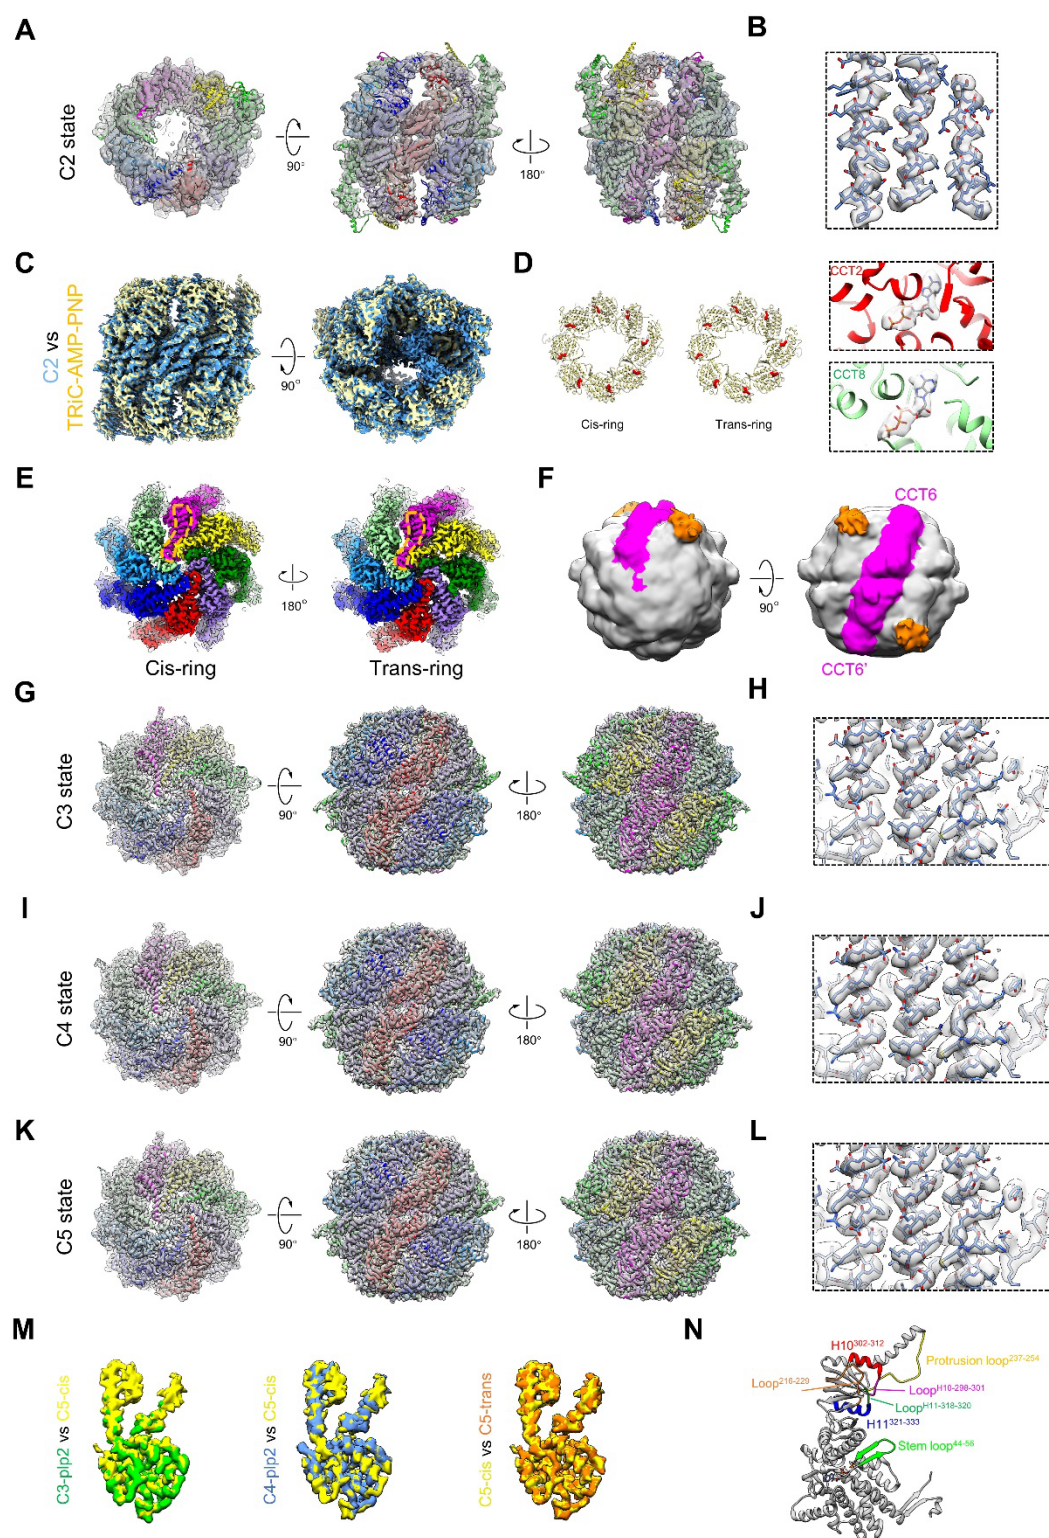 A
C2 state
90°
180°
B
C
C2 vs
TRiC-AMP-PNP
90°
D
Cis-ring
Trans-ring
CCT2
CCT8
E
180°
Cis-ring
Trans-ring
F
90°
CCT6
CCT6'
G
C3 state
90°
180°
H
I
C4 state
90°
180°
J
K
C5 state
90°
180°
L
M
C3-plp2 vs C5-cis
C4-plp2 vs C5-cis
C5-cis vs C5-trans
N
H10302-312
Protrusion loop237-254
Loop216-229
LoopH10-298-301
LoopH11-318-320
H11321-333
Stem loop44-56